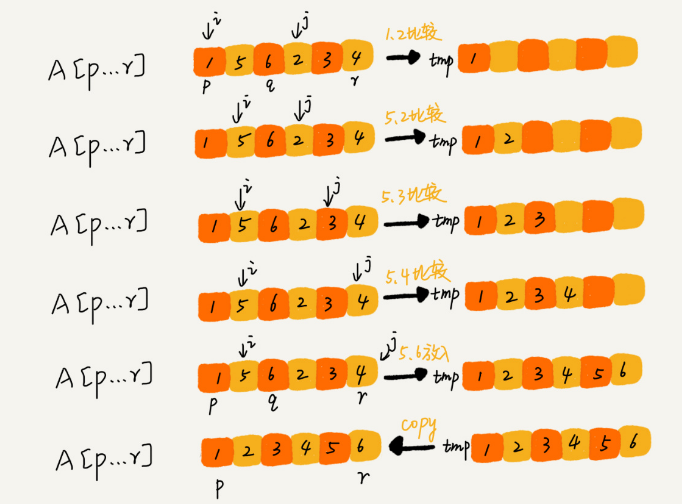 i j 1.2比较
A[p...r] 1 5 6 2 3 4 tmp 1
p q r
i j 5.2比较
A[p...r] 1 5 6 2 3 4 tmp 1 2
i j 5.3比较
A[p...r] 1 5 6 2 3 4 tmp 1 2 3
i j 5.4比较
A[p...r] 1 5 6 2 3 4 tmp 1 2 3 4
i j 5.6放入
A[p...r] 1 5 6 2 3 4 tmp 1 2 3 4 5 6
p q r
copy
A[p...r] 1 2 3 4 5 6 tmp 1 2 3 4 5 6
p r